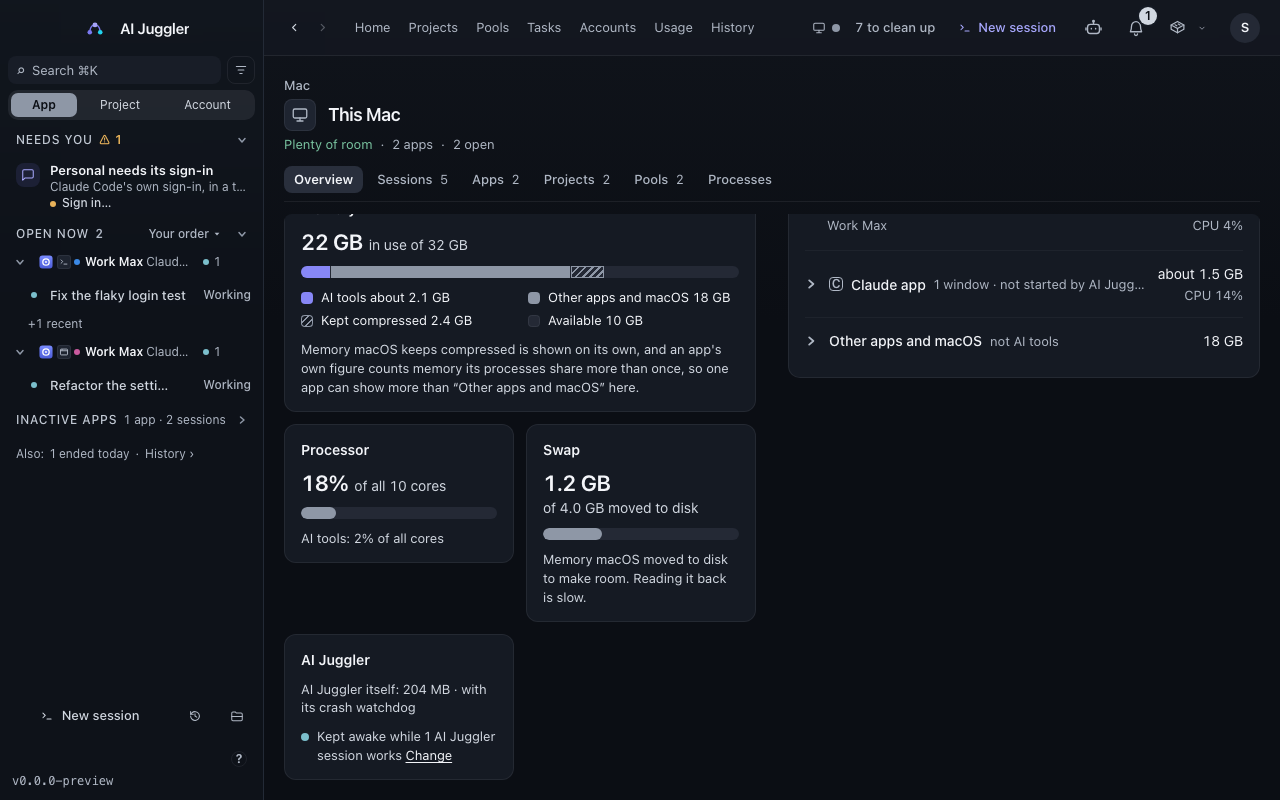 AI Juggler
Search ⌘K
App
Project
Account
NEEDS YOU 1
Personal needs its sign-in
Claude Code's own sign-in, in a t...
Sign in...
OPEN NOW 2
Your order
Work Max Claud... 1
Fix the flaky login test Working
+1 recent
Work Max Claud... 1
Refactor the setti... Working
INACTIVE APPS 1 app · 2 sessions
Also: 1 ended today · History ›
New session
?
v0.0.0-preview
Home
Projects
Pools
Tasks
Accounts
Usage
History
7 to clean up
New session
1
S
Mac
This Mac
Plenty of room · 2 apps · 2 open
Overview
Sessions 5
Apps 2
Projects 2
Pools 2
Processes
22 GB in use of 32 GB
AI tools about 2.1 GB
Other apps and macOS 18 GB
Kept compressed 2.4 GB
Available 10 GB
Memory macOS keeps compressed is shown on its own, and an app's
own figure counts memory its processes share more than once, so one
app can show more than “Other apps and macOS” here.
Processor
18% of all 10 cores
AI tools: 2% of all cores
Swap
1.2 GB
of 4.0 GB moved to disk
Memory macOS moved to disk
to make room. Reading it back
is slow.
AI Juggler
AI Juggler itself: 204 MB · with
its crash watchdog
Kept awake while 1 AI Juggler
session works Change
Work Max
CPU 4%
C Claude app 1 window · not started by AI Jugg...
about 1.5 GB
CPU 14%
Other apps and macOS not AI tools
18 GB